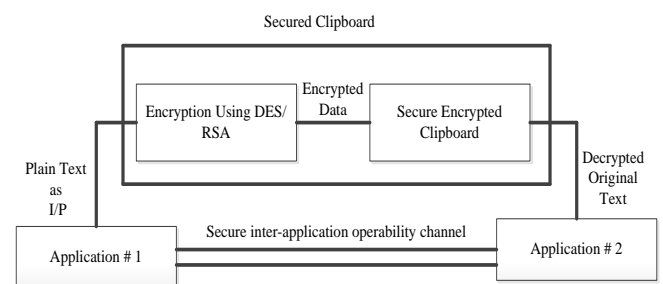 Secured Clipboard
Encryption Using DES/
RSA
Encrypted
Data
Secure Encrypted
Clipboard
Plain Text
as
I/P
Decrypted
Original
Text
Secure inter-application operability channel
Application # 1
Application # 2